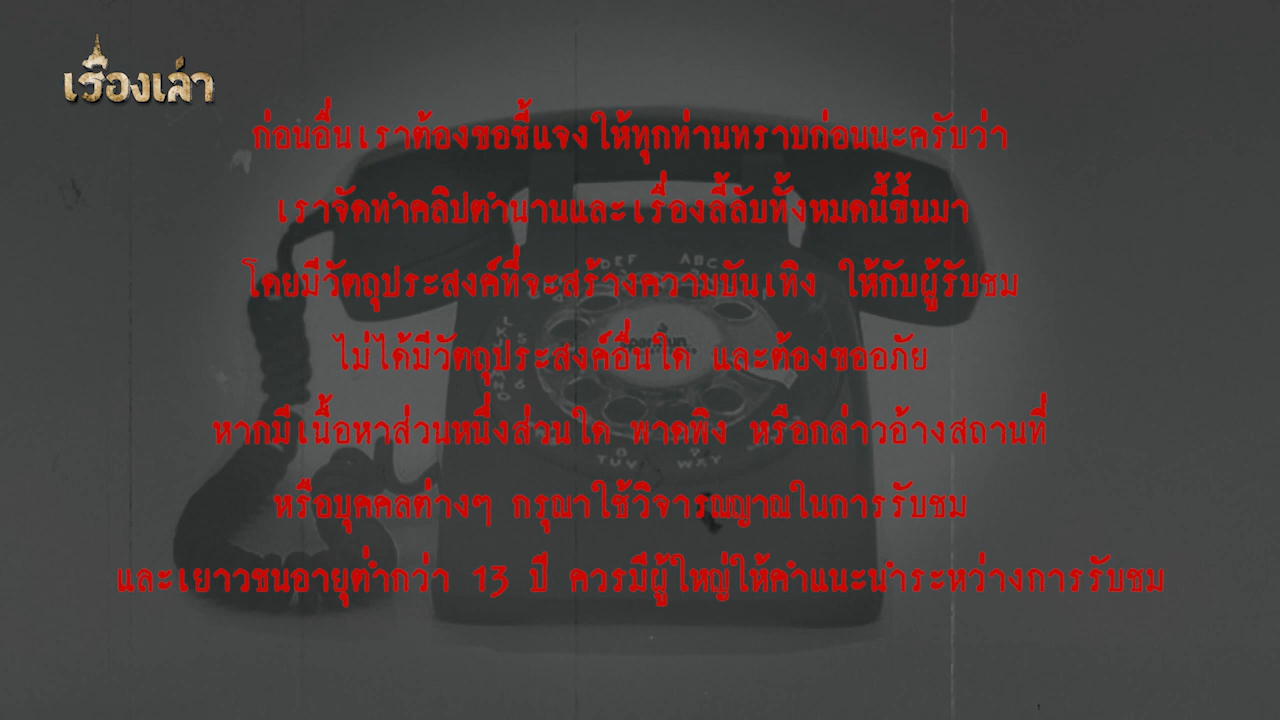 เรื่องเล่า
ก่อนอื่นเราต้องขอชี้แจงให้ทุกท่านทราบก่อนนะครับว่า
เราจัดทำคลิปตำนานและเรื่องลี้ลับทั้งหมดนี้ขึ้นมา
โดยมีวัตถุประสงค์ที่จะสร้างความบันเทิง ให้กับผู้รับชม
ไม่ได้มีวัตถุประสงค์อื่นใด และต้องขออภัย
หากมีเนื้อหาส่วนหนึ่งส่วนใด พาดพิง หรือกล่าวอ้างสถานที่
หรือบุคคลต่างๆ กรุณาใช้วิจารณญาณในการรับชม
และเยาวชนอายุต่ำกว่า 13 ปี ควรมีผู้ใหญ่ให้คำแนะนำระหว่างการรับชม
DEF
ABC
TUV
WXY